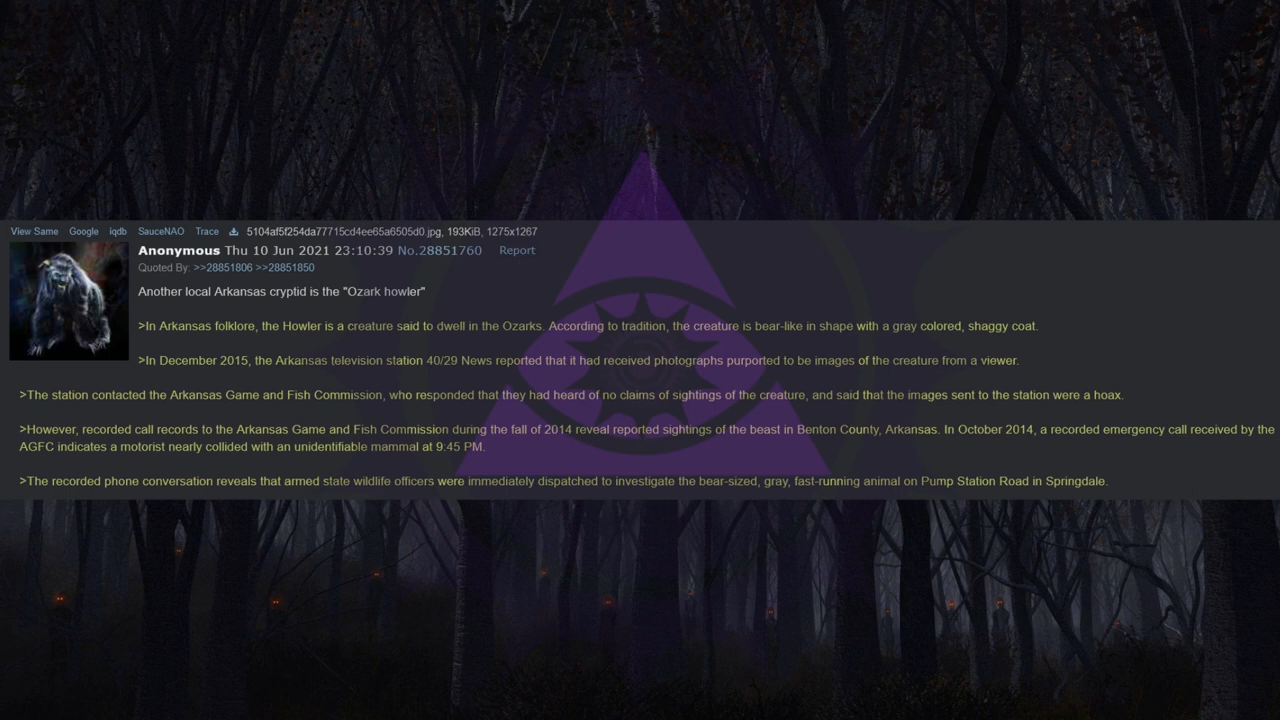 View Same Google Iqdb SauceNAO Trace 5104af5f254da77715cd4ee65a6505d0.jpg, 193KiB, 1275x1267
Anonymous Thu 10 Jun 2021 23:10:39 No.28851760 Report
Quoted By: >>28851806 >>28851850
Another local Arkansas cryptid is the "Ozark howler"
>In Arkansas folklore, the Howler is a creature said to dwell in the Ozarks. According to tradition, the creature is bear-like in shape with a gray colored, shaggy coat.
>In December 2015, the Arkansas television station 40/29 News reported that it had received photographs purported to be images of the creature from a viewer.
>The station contacted the Arkansas Game and Fish Commission, who responded that they had heard of no claims of sightings of the creature, and said that the images sent to the station were a hoax.
>However, recorded call records to the Arkansas Game and Fish Commission during the fall of 2014 reveal reported sightings of the beast in Benton County, Arkansas. In October 2014, a recorded emergency call received by the
AGFC indicates a motorist nearly collided with an unidentifiable mammal at 9:45 PM.
>The recorded phone conversation reveals that armed state wildlife officers were immediately dispatched to investigate the bear-sized, gray, fast-running animal on Pump Station Road in Springdale.